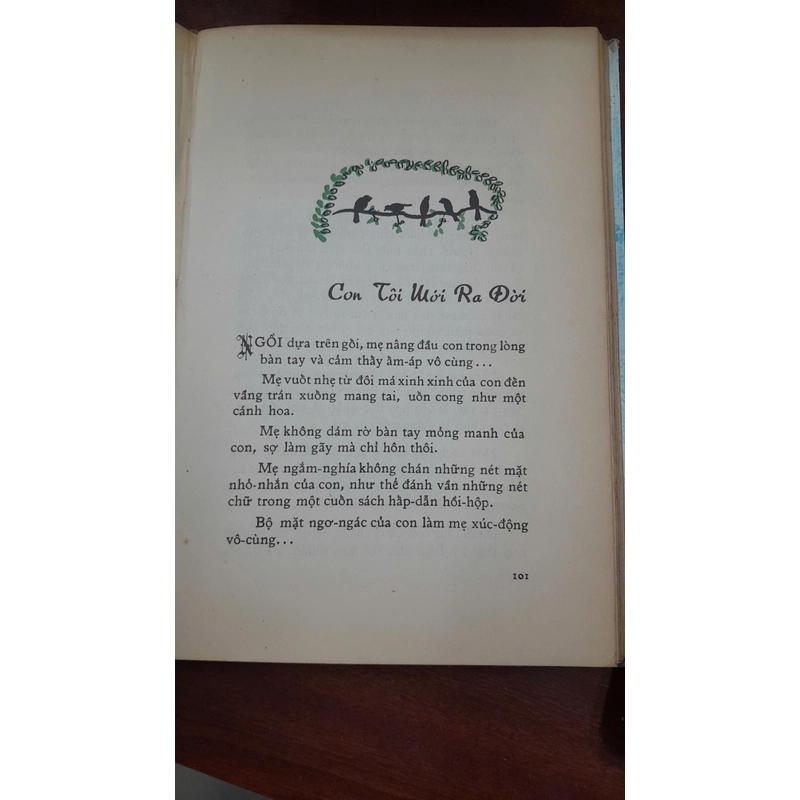 Con Tôi Mới Ra Đời
NGỒI dựa trên gối, mẹ nâng đầu con trong lòng
bàn tay và cảm thấy ấm-áp vô cùng...
Mẹ vuốt nhẹ từ đôi má xinh xinh của con đến
vầng trán xuống mang tai, uốn cong như một
cánh hoa.
Mẹ không dám rờ bàn tay mỏng manh của
con, sợ làm gãy mà chỉ hôn thôi.
Mẹ ngắm-nghía không chán những nét mặt
nhỏ-nhắn của con, như thể đánh vần những nét
chữ trong một cuốn sách hấp-dẫn hồi-hộp.
Bộ mặt ngơ-ngác của con làm mẹ xúc-động
vô-cùng...
101